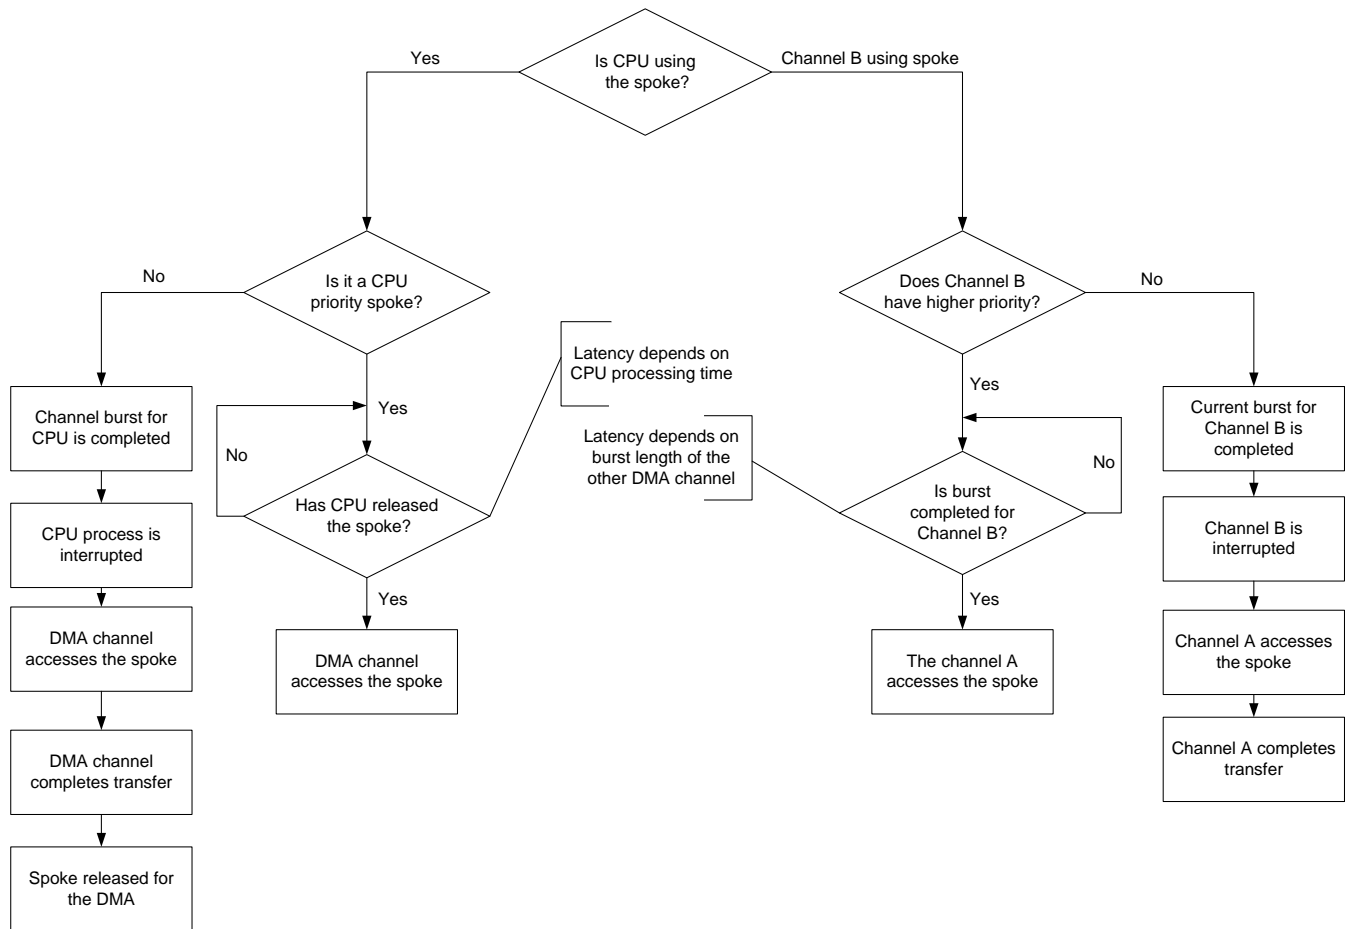 Is CPU using
the spoke?
Yes
Channel B using spoke
Is it a CPU
priority spoke?
No
Does Channel B
have higher priority?
No
Latency depends on
CPU processing time
Channel burst for
CPU is completed
Yes
No
Has CPU released
the spoke?
Yes
DMA channel
accesses the spoke
CPU process is
interrupted
DMA channel
accesses the spoke
DMA channel
completes transfer
Spoke released for
the DMA
Latency depends on
burst length of the
other DMA channel
Yes
No
Is burst
completed for
Channel B?
Yes
The channel A
accesses the spoke
Current burst for
Channel B is
completed
Channel B is
interrupted
Channel A accesses
the spoke
Channel A completes
transfer